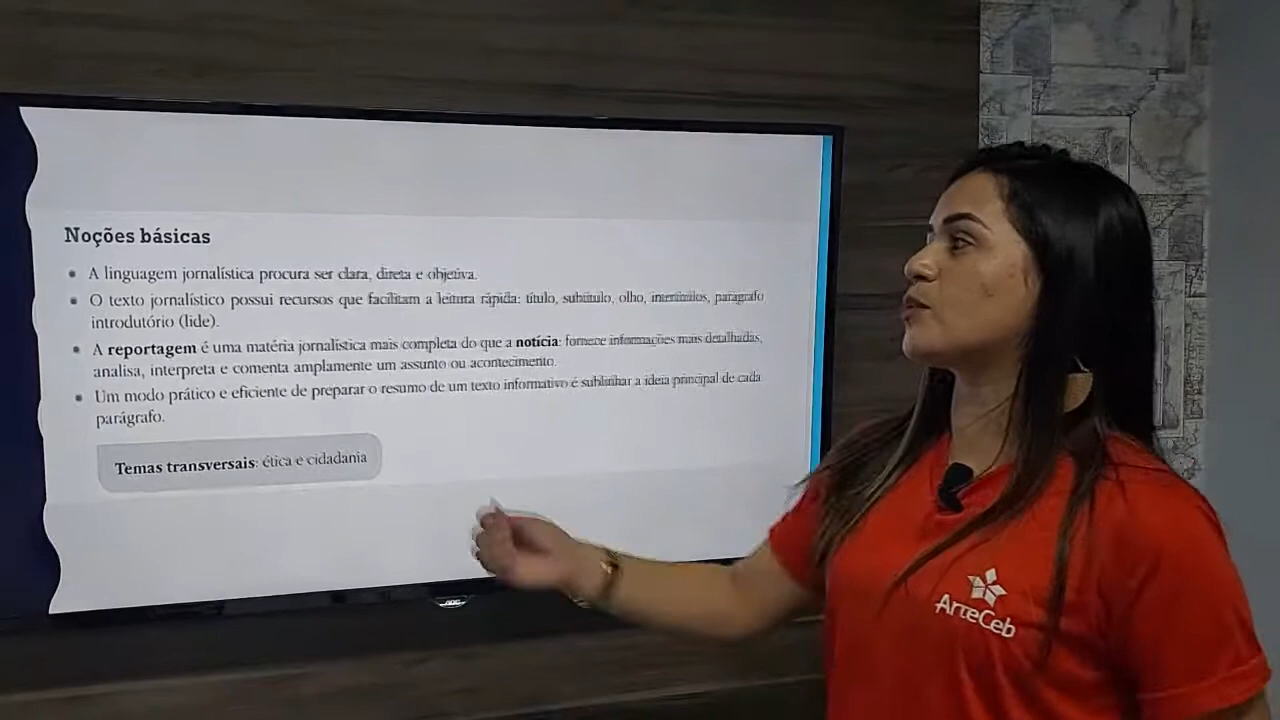 Noções básicas
• A linguagem jornalística procura ser clara, direta e objetiva.
• O texto jornalístico possui recursos que facilitam a leitura rápida: título, subtítulo, olho, intertítulos, parágrafo
introdutório (lide).
• A reportagem é uma matéria jornalística mais completa do que a notícia: fornece informações mais detalhadas,
analisa, interpreta e comenta amplamente um assunto ou acontecimento.
• Um modo prático e eficiente de preparar o resumo de um texto informativo é sublinhar a ideia principal de cada
parágrafo.
Temas transversais: ética e cidadania
AOC
ArteCeb